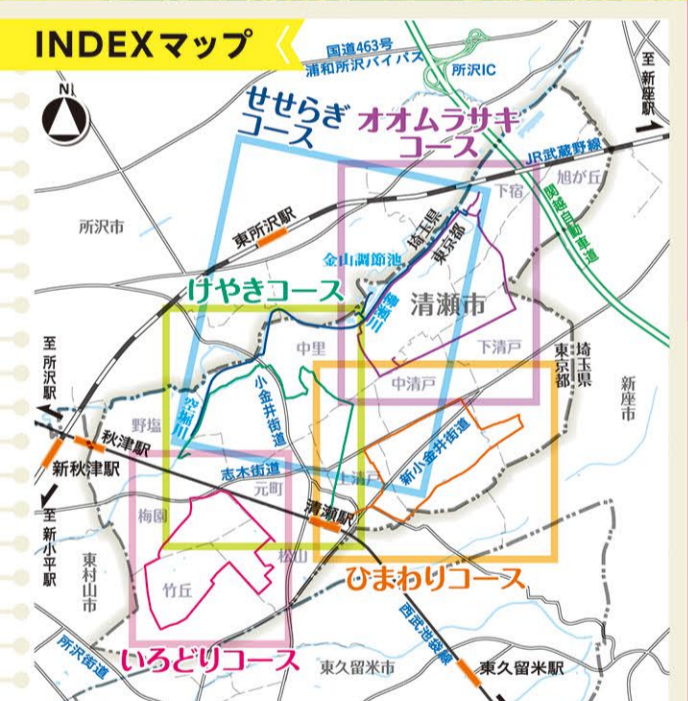 INDEXマップ
国道463号
浦和所沢バイパス
所沢IC
至 新座駅
N
せせらぎ
コース
オオムラサキ
コース
JR武蔵野線
旭が丘
下宿
関越自動車道
所沢市
東所沢駅
埼玉県
東京都
金山調節池
けやきコース
柳瀬川
清瀬市
中里
下清戸
中清戸
埼玉県
東京都
新座市
至 所沢駅
小金井街道
空堀川
野塩
秋津駅
新秋津駅
志木街道
元町
上清戸
新小金井街道
清瀬駅
梅園
松山
至 新小平駅
東村山市
竹丘
ひまわりコース
いろどりコース
西武池袋線
所沢街道
東久留米市
東久留米駅